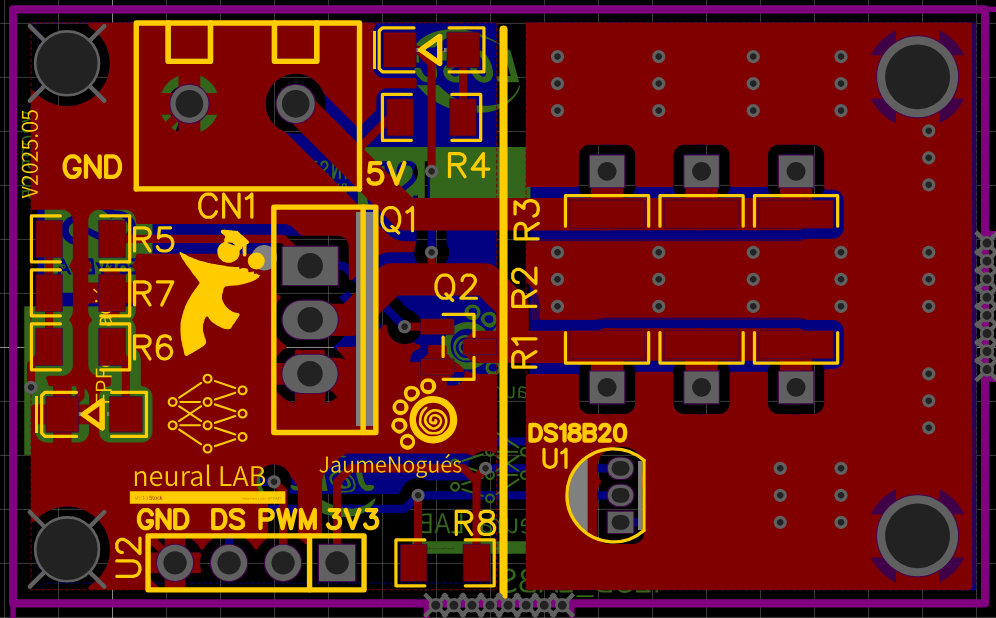 V2025.05
GND
5V
R4
CN1
Q1
R3
R5
R7
R6
Q2
R2
R1
DS18B20
U1
neural LAB
JaumeNogués
GND DS PWM 3V3
R8
U2